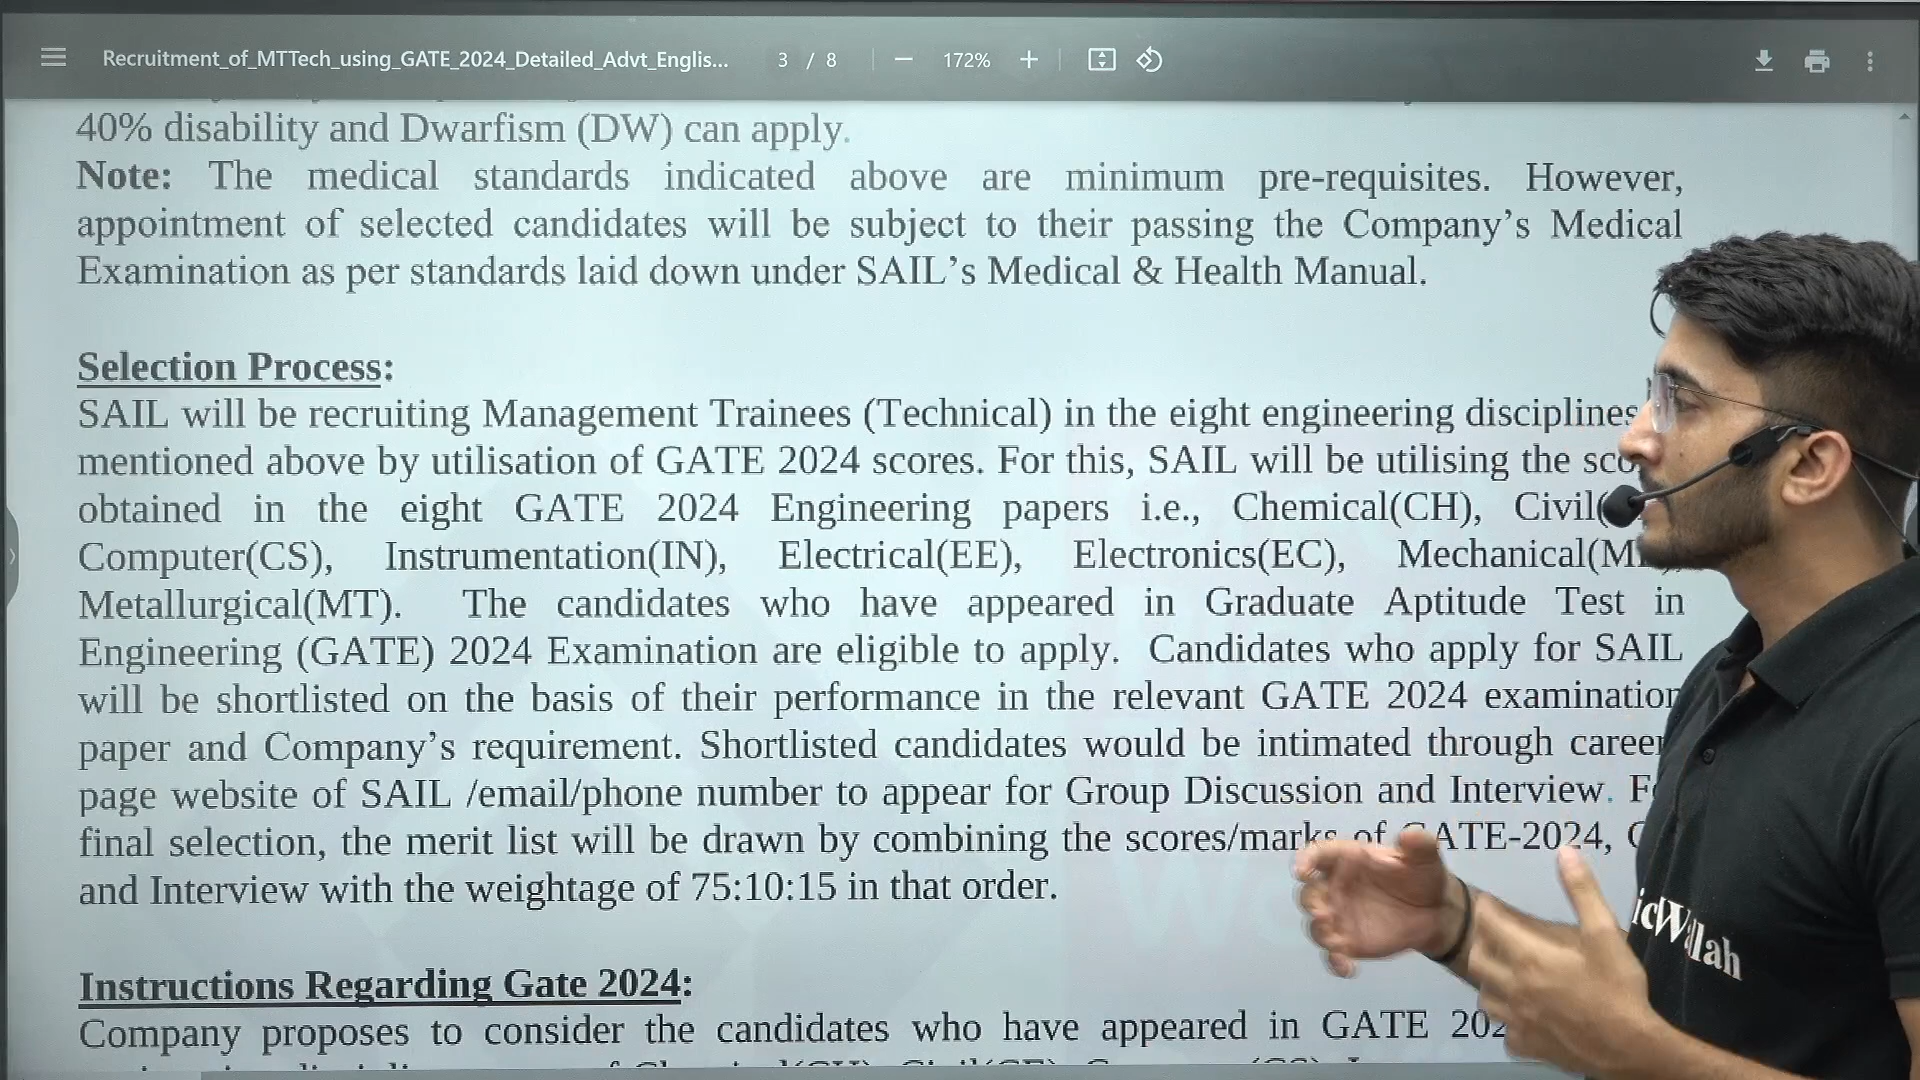 Recruitment_of_MTTech_using_GATE_2024_Detailed_Advt_Englis... 3 / 8 172%
40% disability and Dwarfism (DW) can apply.
Note: The medical standards indicated above are minimum pre-requisites. However,
appointment of selected candidates will be subject to their passing the Company’s Medical
Examination as per standards laid down under SAIL’s Medical & Health Manual.
Selection Process:
SAIL will be recruiting Management Trainees (Technical) in the eight engineering disciplines
mentioned above by utilisation of GATE 2024 scores. For this, SAIL will be utilising the
obtained in the eight GATE 2024 Engineering papers i.e., Chemical(CH),
Computer(CS), Instrumentation(IN), Electrical(EE), Electronics(EC),
Metallurgical(MT). The candidates who have appeared in Graduate Aptitude Test in
Engineering (GATE) 2024 Examination are eligible to apply. Candidates who apply for SAIL
will be shortlisted on the basis of their performance in the relevant GATE 2024 examination
paper and Company’s requirement. Shortlisted candidates would be intimated through career
page website of SAIL /email/phone number to appear for Group Discussion and Interview.
final selection, the merit list will be drawn by combining the scores/marks of GATE-2024,
and Interview with the weightage of 75:10:15 in that order.
Instructions Regarding Gate 2024:
Company proposes to consider the candidates who have appeared in GATE